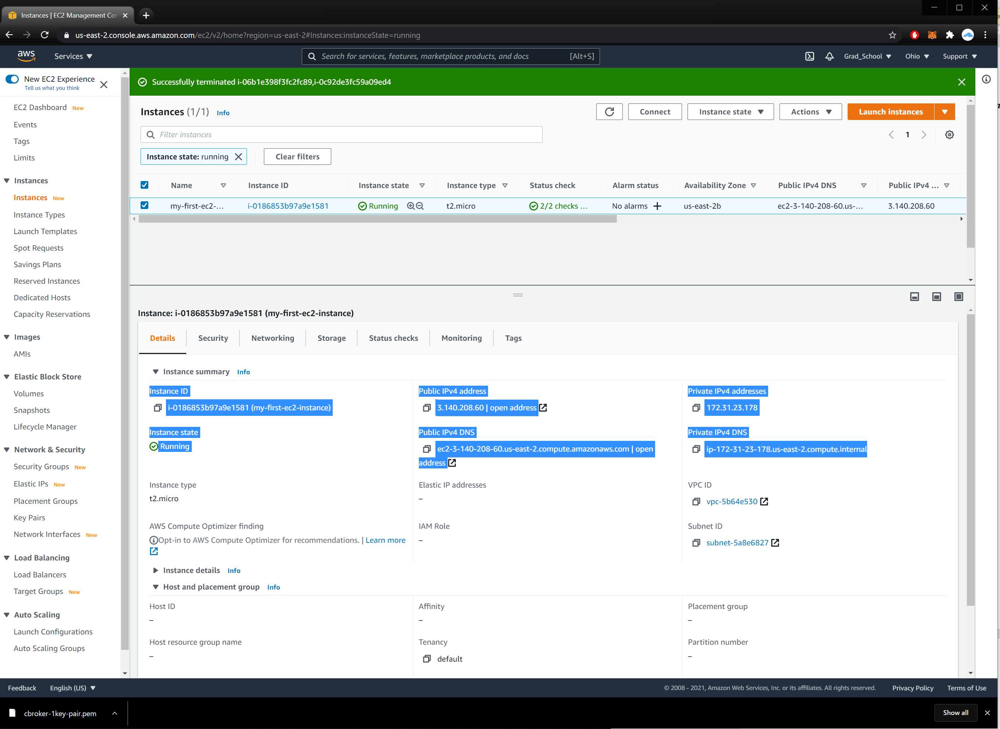 Instances | EC2 Management Cor
us-east-2.console.aws.amazon.com/ec2/v2/home?region=us-east-2#Instances:instanceState=running
aws
Services
Search for services, features, marketplace products, and docs
[Alt+S]
Grad_School
Ohio
Support
New EC2 Experience
Tell us what you think
EC2 Dashboard New
Events
Tags
Limits
Instances
Instances New
Instance Types
Launch Templates
Spot Requests
Savings Plans
Reserved Instances
Dedicated Hosts
Capacity Reservations
Images
AMIs
Elastic Block Store
Volumes
Snapshots
Lifecycle Manager
Network & Security
Security Groups New
Elastic IPs New
Placement Groups
Key Pairs
Network Interfaces New
Load Balancing
Load Balancers
Target Groups New
Auto Scaling
Launch Configurations
Auto Scaling Groups
Successfully terminated i-06b1e398f3fc2fc89,i-0c92de3fc59a09ed4
Instances (1/1) Info
Connect
Instance state
Actions
Launch instances
Filter instances
1
Instance state: running
Clear filters
Name Instance ID Instance state Instance type Status check Alarm status Availability Zone Public IPv4 DNS Public IPv4 ...
my-first-ec2-... i-0186853b97a9e1581 Running t2.micro 2/2 checks ... No alarms us-east-2b ec2-3-140-208-60.us-... 3.140.208.60
Instance: i-0186853b97a9e1581 (my-first-ec2-instance)
Details Security Networking Storage Status checks Monitoring Tags
Instance summary Info
Instance ID
i-0186853b97a9e1581 (my-first-ec2-instance)
Public IPv4 address
3.140.208.60 | open address
Private IPv4 addresses
172.31.23.178
Instance state
Running
Public IPv4 DNS
ec2-3-140-208-60.us-east-2.compute.amazonaws.com | open
address
Private IPv4 DNS
ip-172-31-23-178.us-east-2.compute.internal
Instance type
t2.micro
Elastic IP addresses
–
VPC ID
vpc-5b64e530
AWS Compute Optimizer finding
Opt-in to AWS Compute Optimizer for recommendations. | Learn more
IAM Role
–
Subnet ID
subnet-5a8e6827
Instance details Info
Host and placement group Info
Host ID
–
Affinity
–
Placement group
–
Host resource group name
–
Tenancy
default
Partition number
–
Feedback
English (US)
© 2008 - 2021, Amazon Web Services, Inc. or its affiliates. All rights reserved.
Privacy Policy
Terms of Use
cbroker-1key-pair.pem
Show all